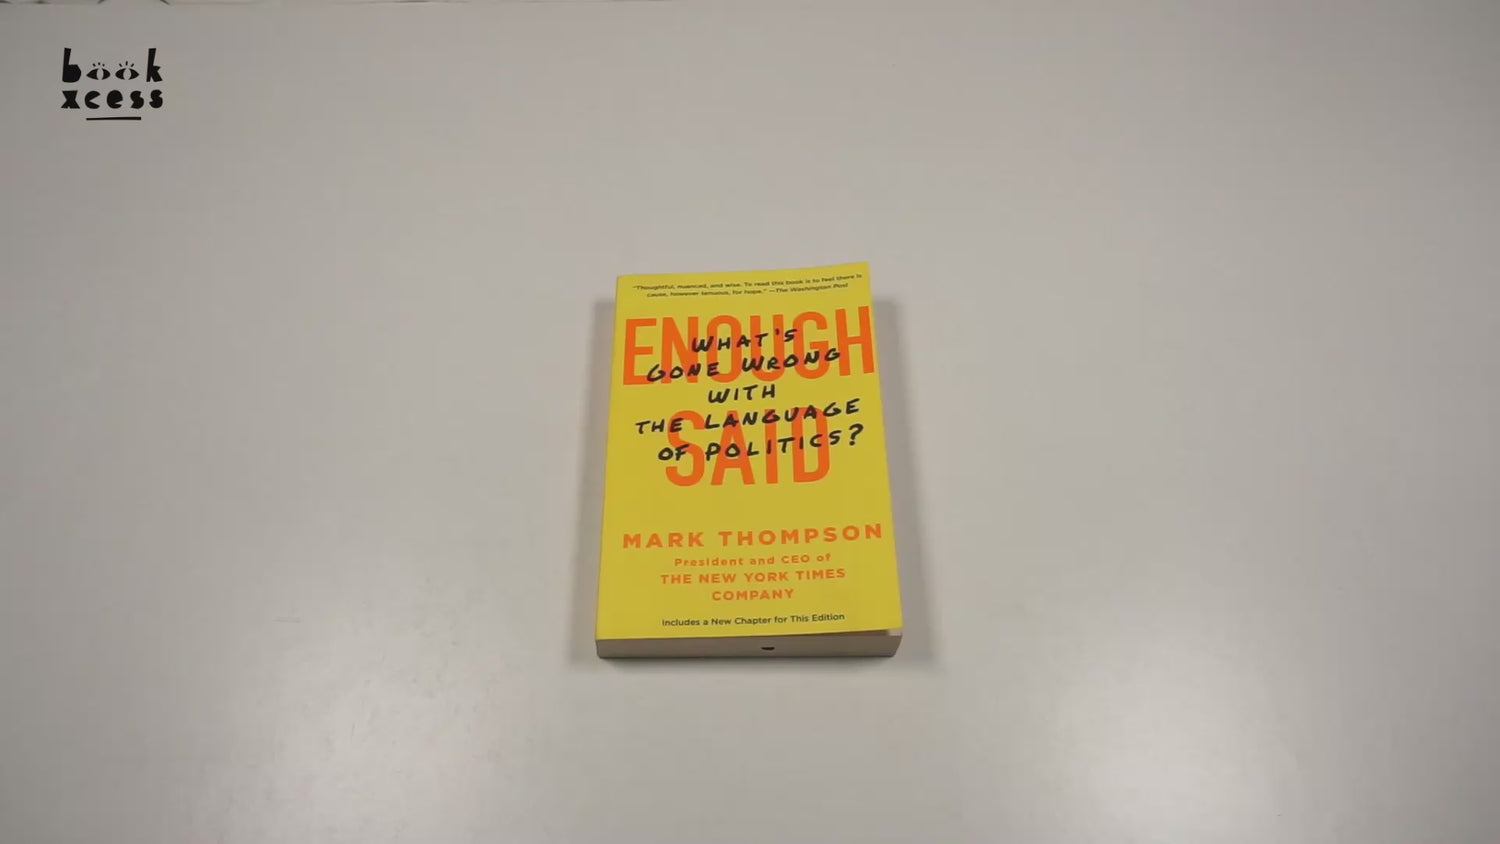 book
xcess
"Thoughtful, nuanced, and wise. To read this book is to feel there is
cause, however tenuous, for hope." —The Washington Post
ENOUGH
SAID
WHAT'S
GONE WRONG
WITH
THE LANGUAGE
OF POLITICS?
MARK THOMPSON
President and CEO of
THE NEW YORK TIMES
COMPANY
Includes a New Chapter for This Edition